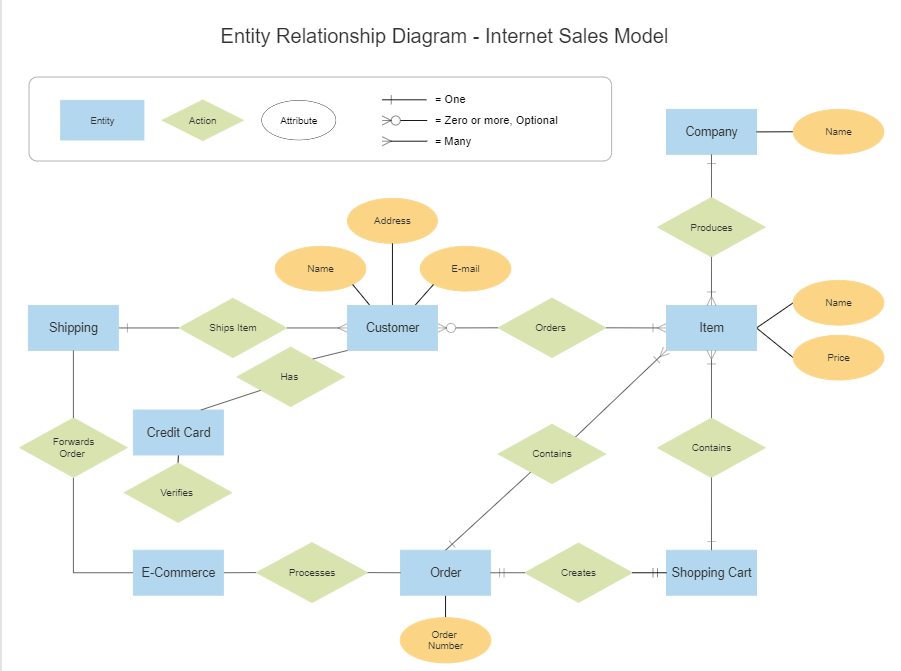 Entity Relationship Diagram - Internet Sales Model
Entity
Action
Attribute
= One
= Zero or more, Optional
= Many
Company
Name
Produces
Address
Name
E-mail
Shipping
Ships Item
Customer
Orders
Item
Name
Price
Has
Credit Card
Forwards
Order
Verifies
Contains
Contains
E-Commerce
Processes
Order
Creates
Shopping Cart
Order
Number